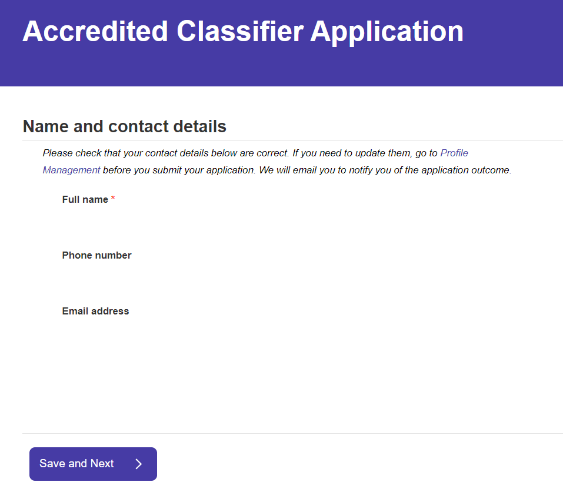 Accredited Classifier Application
Name and contact details
Please check that your contact details below are correct. If you need to update them, go to Profile
Management before you submit your application. We will email you to notify you of the application outcome.
Full name *
Phone number
Email address
Save and Next